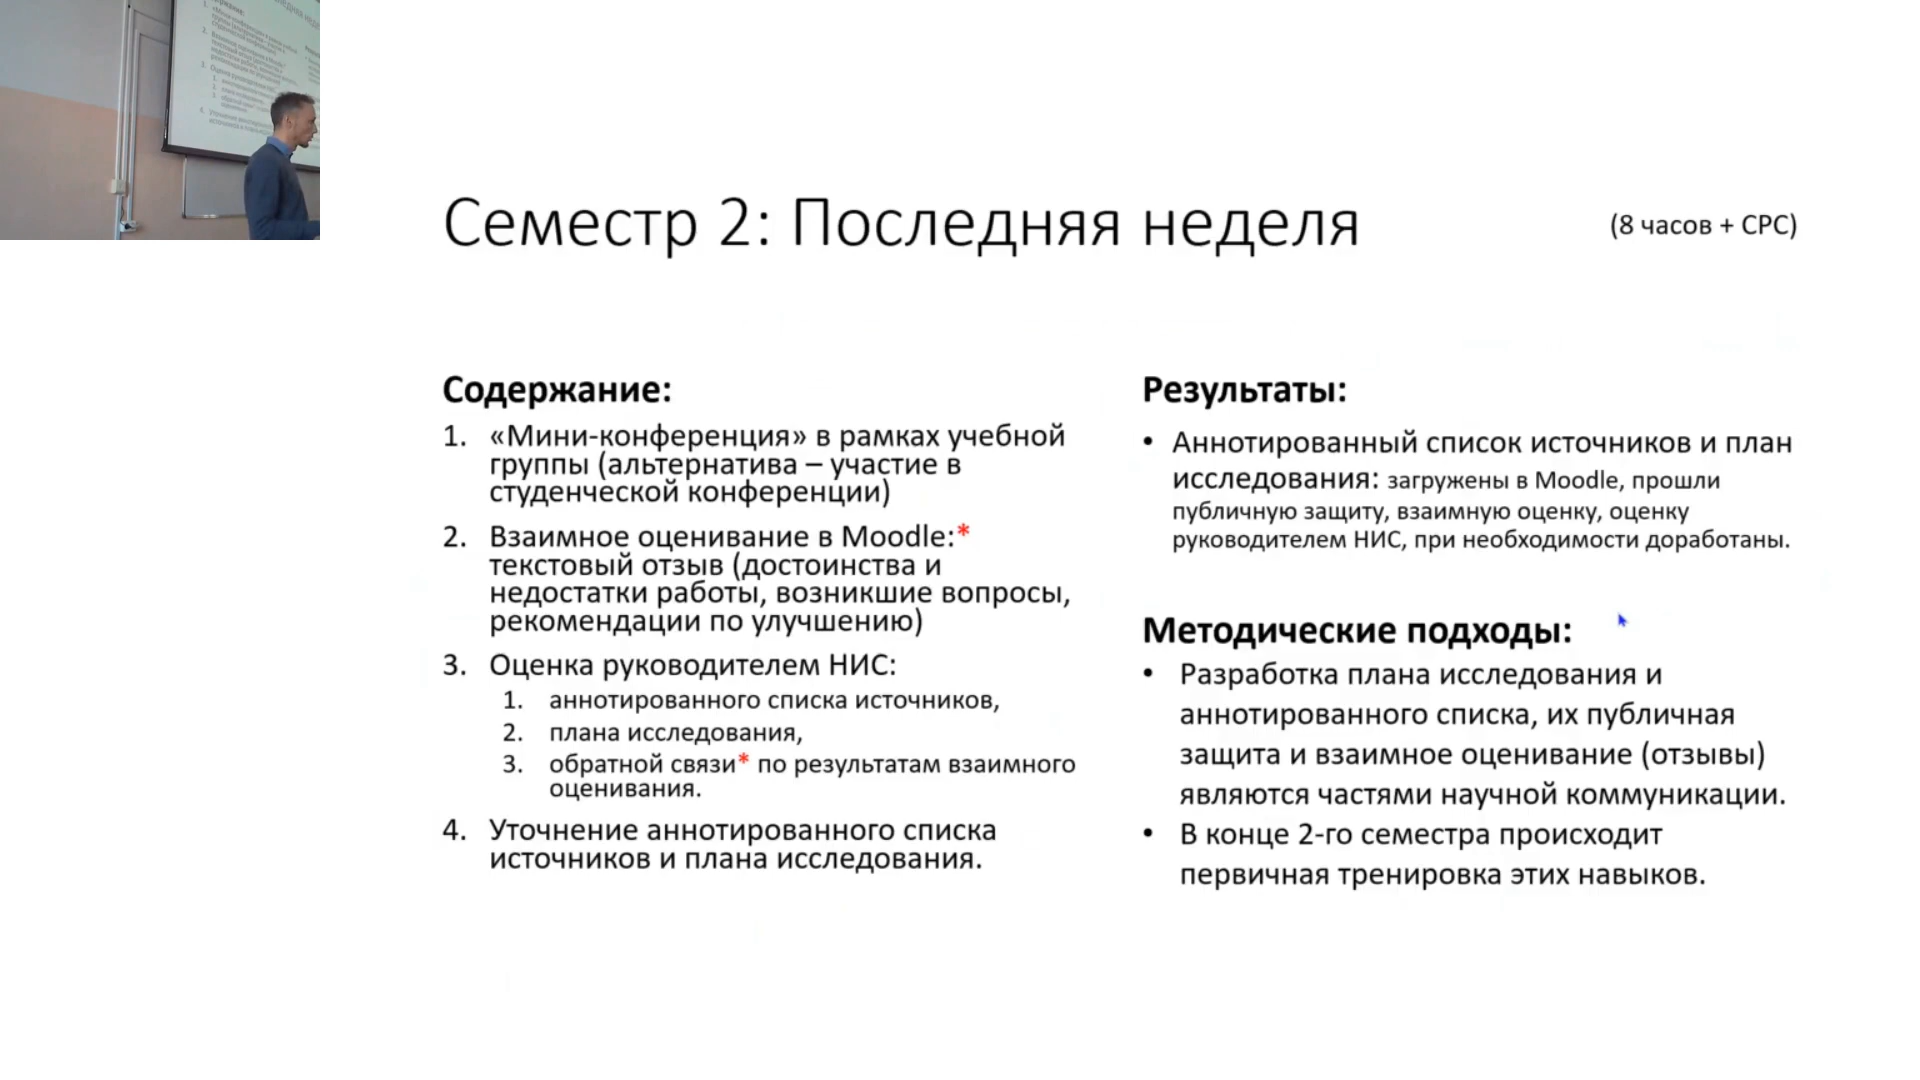 Семестр 2: Последняя неделя
(8 часов + СРС)
Содержание:
1. «Мини-конференция» в рамках учебной
группы (альтернатива – участие в
студенческой конференции)
2. Взаимное оценивание в Moodle:*
текстовый отзыв (достоинства и
недостатки работы, возникшие вопросы,
рекомендации по улучшению)
3. Оценка руководителем НИС:
1. аннотированного списка источников,
2. плана исследования,
3. обратной связи* по результатам взаимного
оценивания.
4. Уточнение аннотированного списка
источников и плана исследования.
Результаты:
• Аннотированный список источников и план
исследования: загружены в Moodle, прошли
публичную защиту, взаимную оценку, оценку
руководителем НИС, при необходимости доработаны.
Методические подходы:
• Разработка плана исследования и
аннотированного списка, их публичная
защита и взаимное оценивание (отзывы)
являются частями научной коммуникации.
• В конце 2-го семестра происходит
первичная тренировка этих навыков.